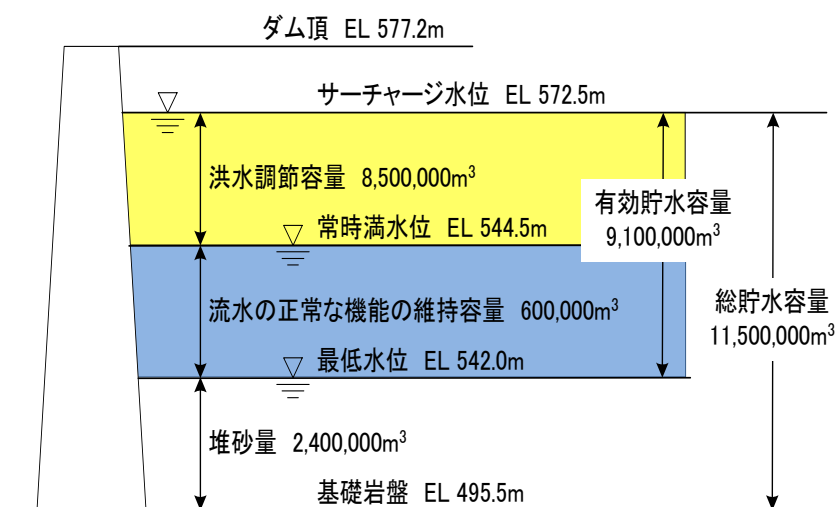 ダム頂 EL 577.2m
サーチャージ水位 EL 572.5m
洪水調節容量 8,500,000m³
有効貯水容量
9,100,000m³
常時満水位 EL 544.5m
総貯水容量
11,500,000m³
流水の正常な機能の維持容量 600,000m³
最低水位 EL 542.0m
堆砂量 2,400,000m³
基礎岩盤 EL 495.5m